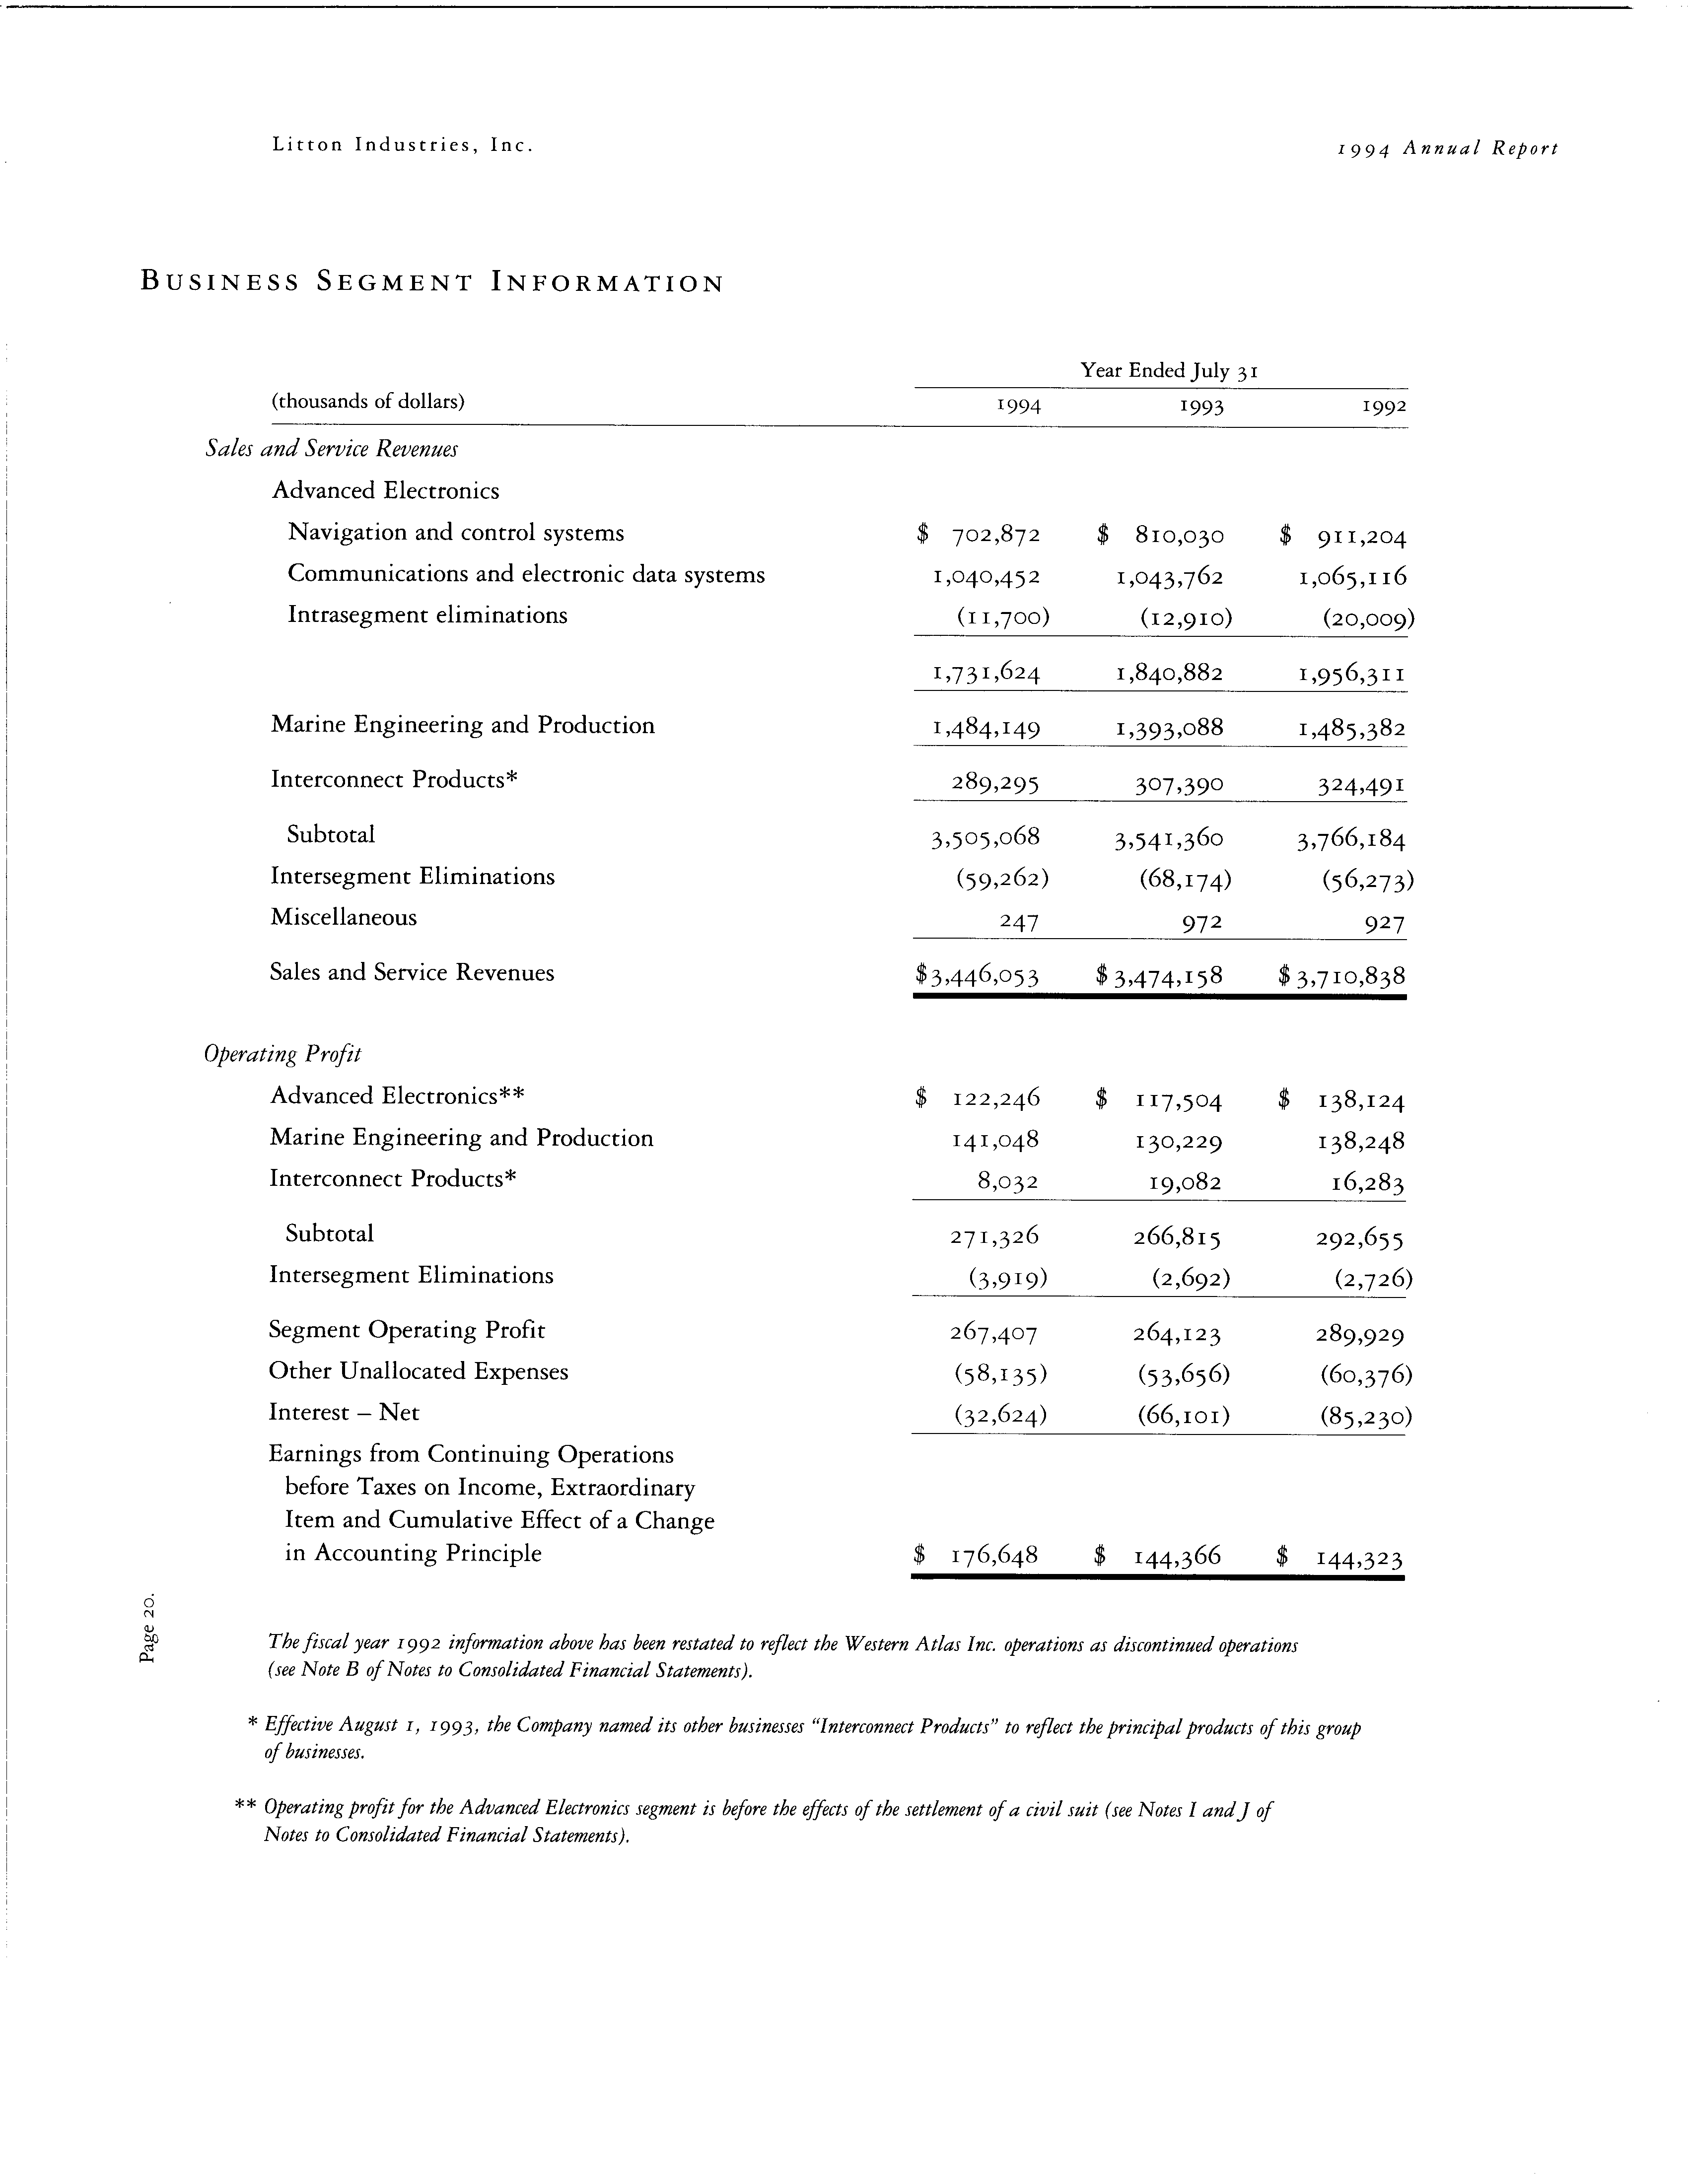 Litton Industries, Inc. 1994 Annual Report
BUSINESS SEGMENT INFORMATION
Year Ended July 31
(thousands of dollars) 1994 1993 1992
Sales and Service Revenues
Advanced Electronics
Navigation and control systems $ 702,872 $ 810,030 $ 911,204
Communications and electronic data systems 1,040,452 1,043,762 1,065,116
Intrasegment eliminations (11,700) (12,910) (20,009)
1,731,624 1,840,882 1,956,311
Marine Engineering and Production 1,484,149 1,393,088 1,485,382
Interconnect Products* 289,295 307,390 324,491
Subtotal 3,505,068 3,541,360 3,766,184
Intersegment Eliminations (59,262) (68,174) (56,273)
Miscellaneous 247 972 927
Sales and Service Revenues $3,446,053 $3,474,158 $3,710,838
Operating Profit
Advanced Electronics** $ 122,246 $ 117,504 $ 138,124
Marine Engineering and Production 141,048 130,229 138,248
Interconnect Products* 8,032 19,082 16,283
Subtotal 271,326 266,815 292,655
Intersegment Eliminations (3,919) (2,692) (2,726)
Segment Operating Profit 267,407 264,123 289,929
Other Unallocated Expenses (58,135) (53,656) (60,376)
Interest – Net (32,624) (66,101) (85,230)
Earnings from Continuing Operations
before Taxes on Income, Extraordinary
Item and Cumulative Effect of a Change
in Accounting Principle $ 176,648 $ 144,366 $ 144,323
Page 20.
The fiscal year 1992 information above has been restated to reflect the Western Atlas Inc. operations as discontinued operations
(see Note B of Notes to Consolidated Financial Statements).
* Effective August 1, 1993, the Company named its other businesses “Interconnect Products” to reflect the principal products of this group
of businesses.
** Operating profit for the Advanced Electronics segment is before the effects of the settlement of a civil suit (see Notes I and J of
Notes to Consolidated Financial Statements).